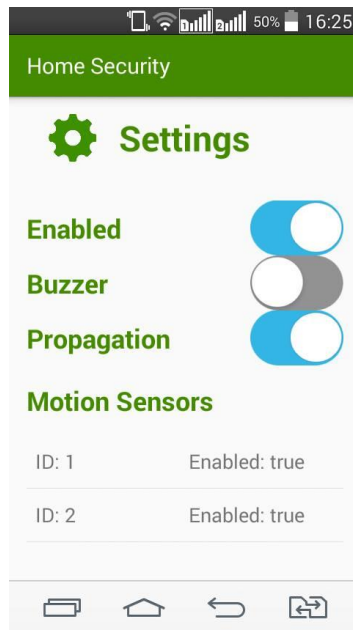 50% 16:25
Home Security
Settings
Enabled
Buzzer
Propagation
Motion Sensors
ID: 1 Enabled: true
ID: 2 Enabled: true